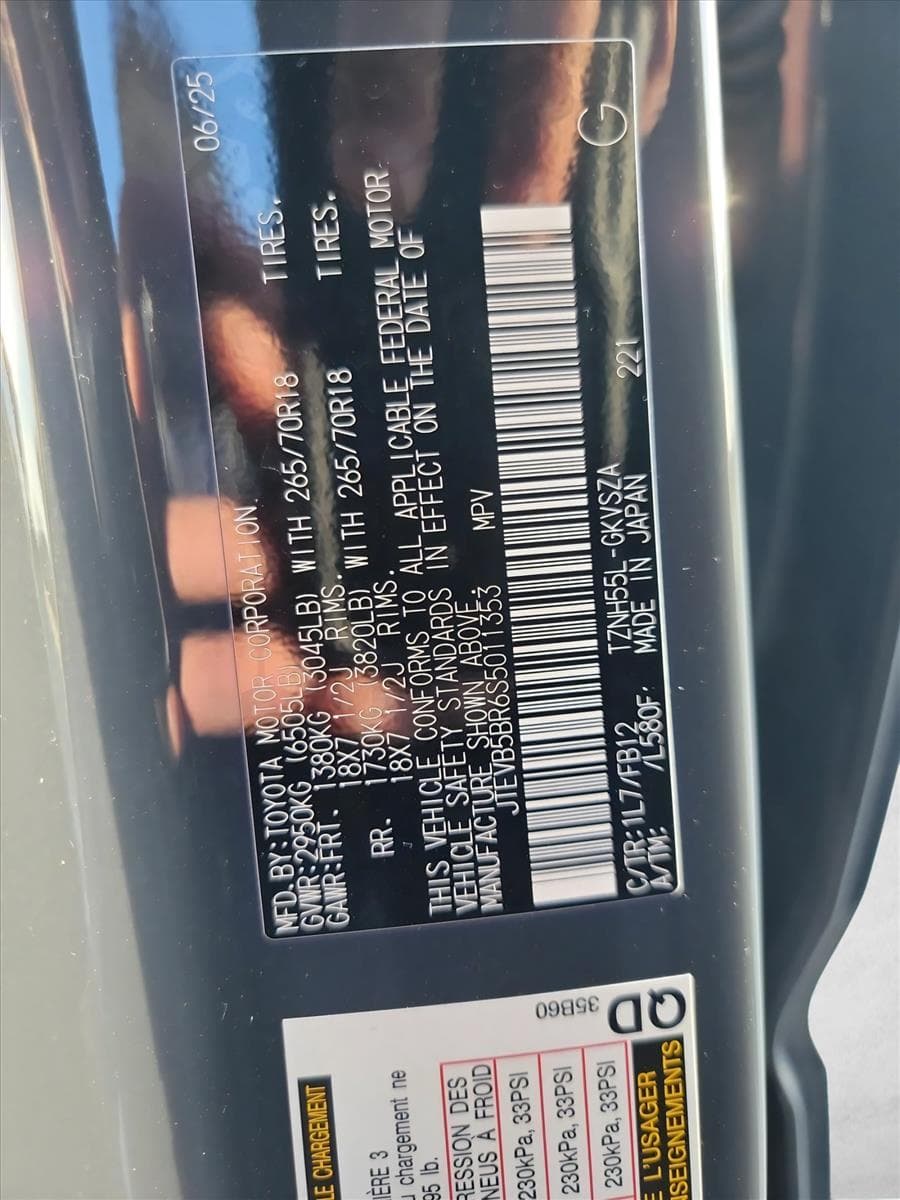 MFD.BY:TOYOTA MOTOR CORPORATION. 06/25
GVWR:2950KG (6505LB)
GAWR:FRT. 1380KG (3045LB) WITH 265/70R18 TIRES.
18X7 1/2J RIMS.
RR. 1730KG (3820LB) WITH 265/70R18 TIRES.
18X7 1/2J RIMS.
THIS VEHICLE CONFORMS TO ALL APPLICABLE FEDERAL MOTOR
VEHICLE SAFETY STANDARDS IN EFFECT ON THE DATE OF
MANUFACTURE SHOWN ABOVE.
JTEVB5BR6S5011353 MPV
G
C/TR:1L7/FB12 TZNH55L-GKVSZA 221
A/TM: /L580F MADE IN JAPAN
LE CHARGEMENT
IÈRE 3
chargement ne
95 lb.
RESSION DES
NEUS À FROID
230kPa, 33PSI
230kPa, 33PSI
230kPa, 33PSI
35B60
QD
L'USAGER
SEIGNEMENTS